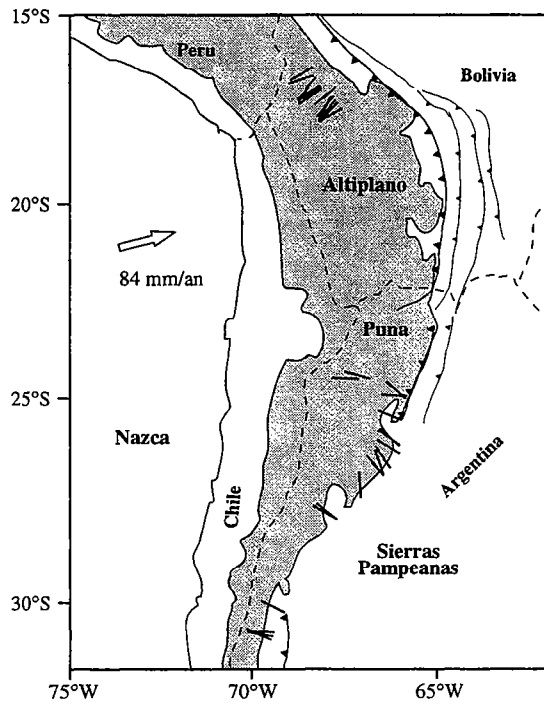 15°S
Peru
Bolivia
Altiplano
20°S
84 mm/an
Puna
25°S
Nazca
Argentina
Chile
Sierras
Pampeanas
30°S
75°W
70°W
65°W